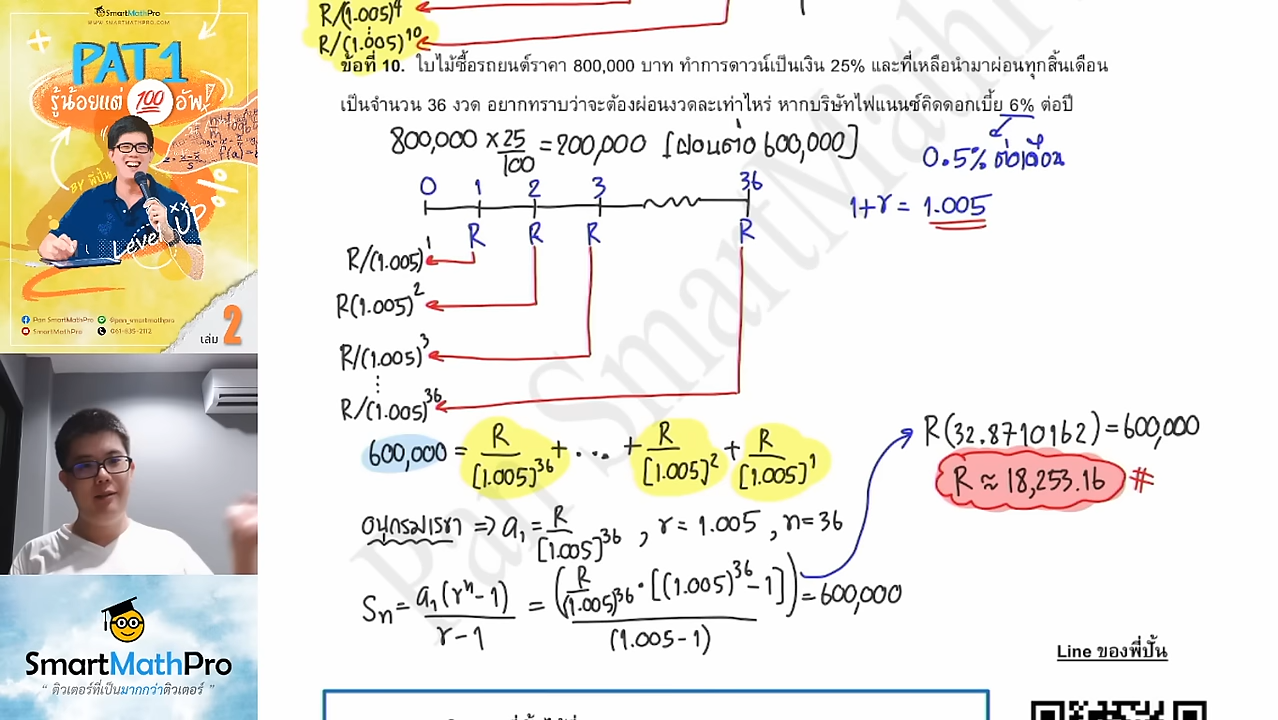 SmartMathPro
WWW.SMARTMATHPRO.COM
PAT 1
รู้น้อยแต่ 100 อัพ!
BY พี่ปั้น
Level UP
Pan SmartMathPro
@pan_smartmathpro
SmartMathPro
061-835-2112
เล่ม 2
SmartMathPro
“ ติวเตอร์ที่เป็นมากกว่าติวเตอร์ ”
R/(1.005)^4
R/(1.005)^10
ข้อที่ 10. ใบไม้ซื้อรถยนต์ราคา 800,000 บาท ทำการดาวน์เป็นเงิน 25% และที่เหลือนำมาผ่อนทุกสิ้นเดือน
เป็นจำนวน 36 งวด อยากทราบว่าจะต้องผ่อนงวดละเท่าไหร่ หากบริษัทไฟแนนซ์คิดดอกเบี้ย 6% ต่อปี
800,000 × 25/100 = 200,000 [ผ่อนต่อ 600,000]
0.5% ต่อเดือน
1+r = 1.005
0 1 2 3 36
R R R R
R/(1.005)^1
R(1.005)^2
R/(1.005)^3
⋮
R/(1.005)^36
600,000 = R/[1.005]^36 + ... + R/[1.005]^2 + R/[1.005]^1
R(32.8710162) = 600,000
R ≈ 18,253.16 #
อนุกรมเรขา ⇒ a₁ = R/[1.005]^36 , r = 1.005 , n = 36
Sn = a₁(r^n - 1)/r - 1 = (R/(1.005)^36 · [(1.005)^36 - 1])/(1.005 - 1) = 600,000
Line ของพี่ปั้น
Pan SmartMathPro